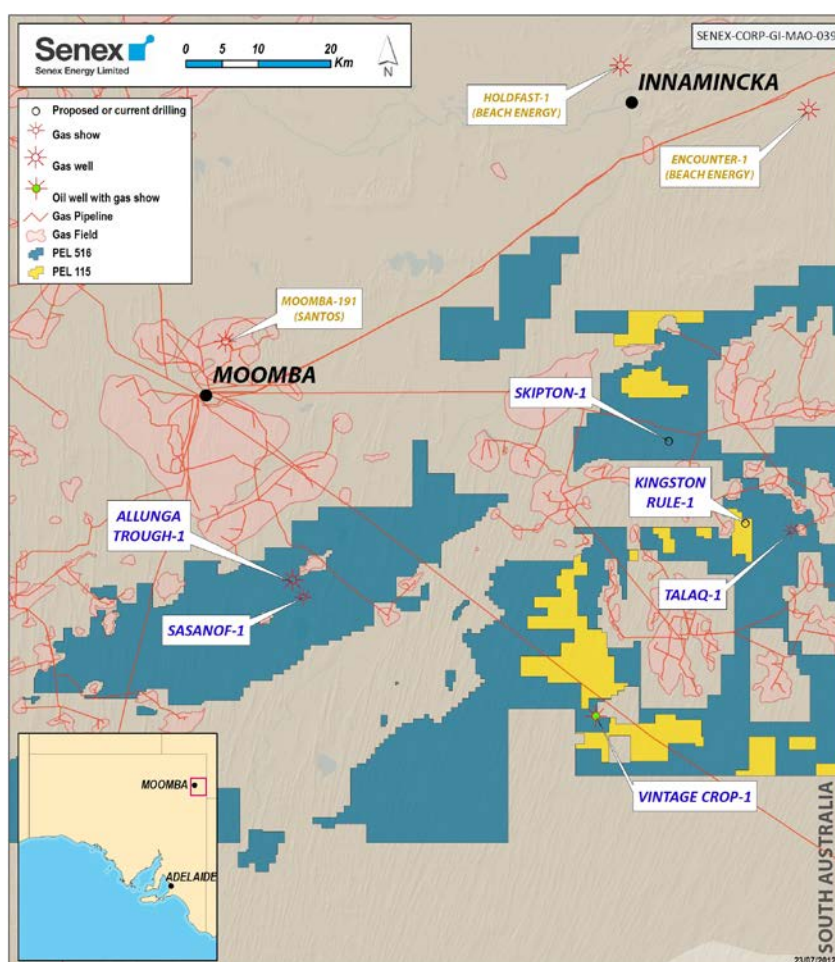 Senex
Senex Energy Limited
0 5 10 20
Km
N
SENEX-CORP-GI-MAO-039
Proposed or current drilling
Gas show
Gas well
Oil well with gas show
Gas Pipeline
Gas Field
PEL 516
PEL 115
HOLDFAST-1
(BEACH ENERGY)
INNAMINCKA
ENCOUNTER-1
(BEACH ENERGY)
MOOMBA-191
(SANTOS)
MOOMBA
SKIPTON-1
KINGSTON
RULE-1
ALLUNGA
TROUGH-1
TALAQ-1
SASANOF-1
VINTAGE CROP-1
MOOMBA
ADELAIDE
SOUTH AUSTRALIA
23/07/2012